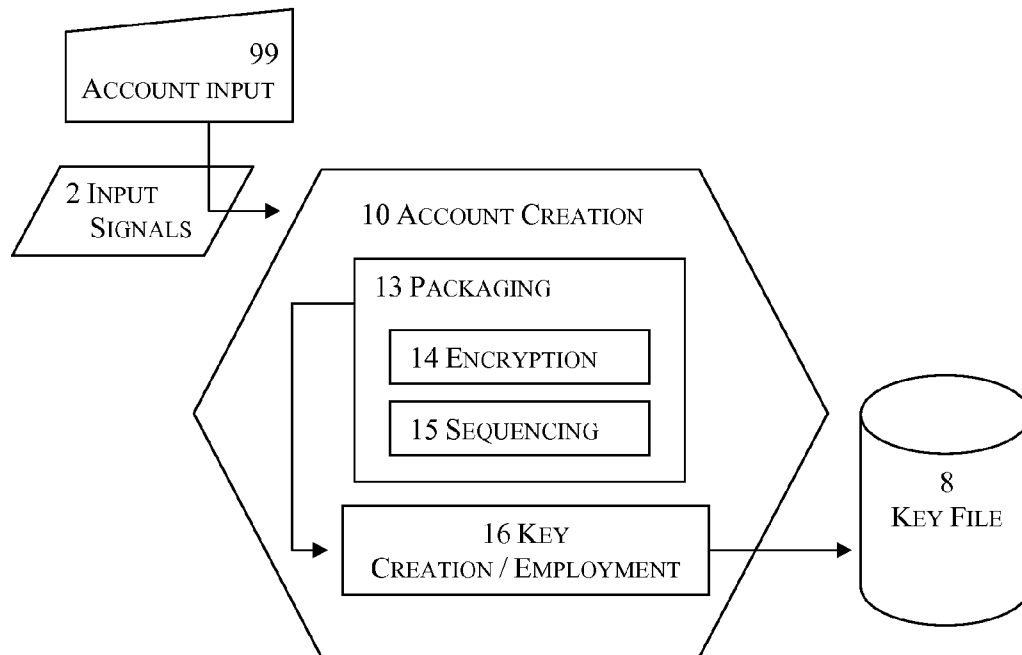 99
ACCOUNT INPUT
2 INPUT
SIGNALS
10 ACCOUNT CREATION
13 PACKAGING
14 ENCRYPTION
15 SEQUENCING
16 KEY
CREATION / EMPLOYMENT
8
KEY FILE